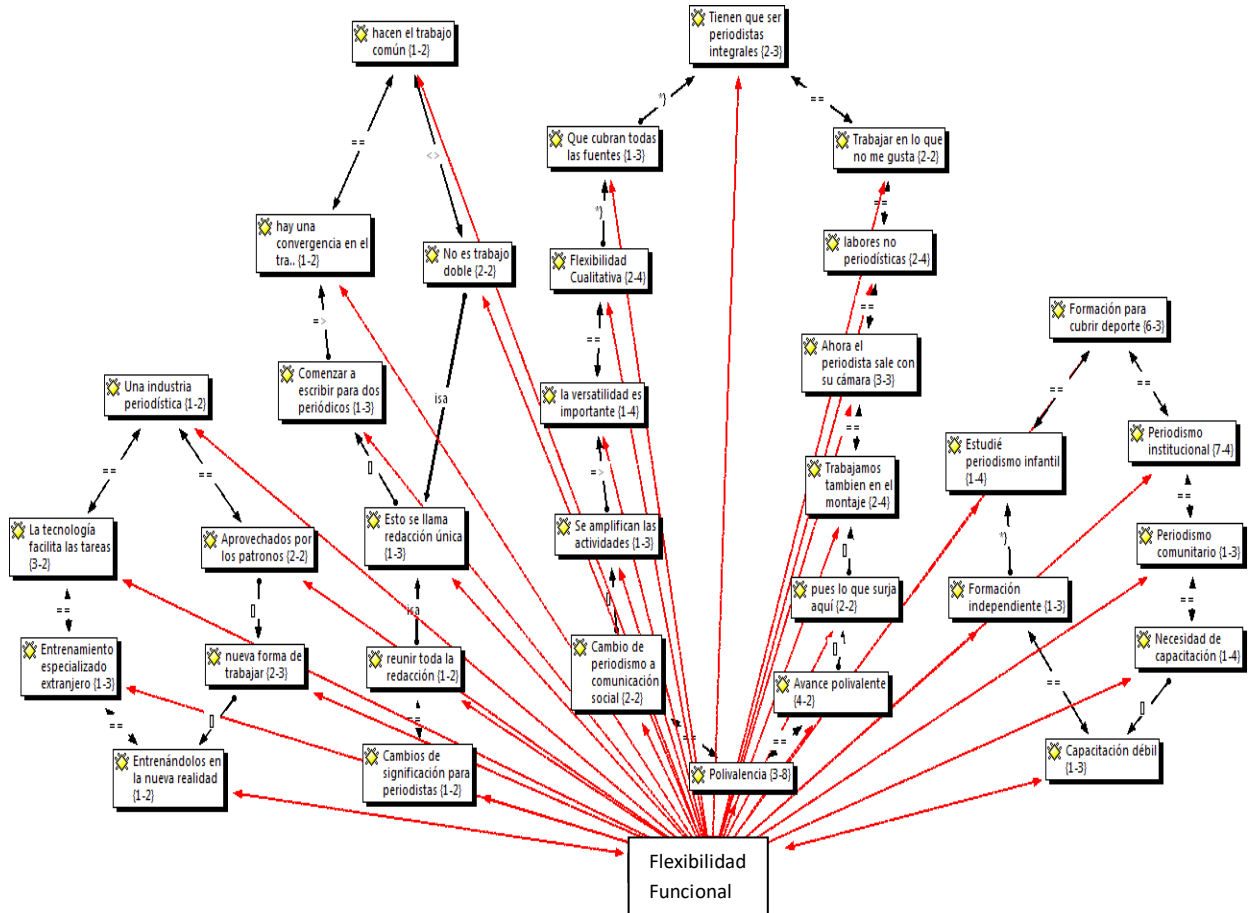 hacen el trabajo
común {1-2}
Tienen que ser
periodistas
integrales {2-3}
==
<>
*}
==
Que cubran todas
las fuentes {1-3}
Trabajar en lo que
no me gusta {2-2}
hay una
convergencia en el
tra.. {1-2}
No es trabajo
doble {2-2}
*}
==
Flexibilidad
Cualitativa {2-4}
labores no
periodísticas {2-4}
=>
==
==
Formación para
cubrir deporte {6-3}
Comenzar a
escribir para dos
periódicos {1-3}
isa
Ahora el
periodista sale con
su cámara {3-3}
Una industria
periodística {1-2}
la versatilidad es
importante {1-4}
==
==
==
[]
=>
==
Estudié
periodismo infantil
{1-4}
Periodismo
institucional {7-4}
==
Trabajamos
tambien en el
montaje {2-4}
La tecnología
facilita las tareas
{3-2}
Aprovechados por
los patronos {2-2}
Esto se llama
redacción única
{1-3}
Se amplifican las
actividades {1-3}
*}
==
Periodismo
comunitario {1-3}
==
[]
isa
[]
[]
pues lo que surja
aquí {2-2}
Formación
independiente {1-3}
==
Entrenamiento
especializado
extranjero {1-3}
nueva forma de
trabajar {2-3}
reunir toda la
redacción {1-2}
Cambio de
periodismo a
comunicación
social {2-2}
[]
Avance polivalente
{4-2}
Necesidad de
capacitación {1-4}
==
[]
==
==
==
==
[]
Entrenándolos en
la nueva realidad
{1-2}
Cambios de
significación para
periodistas {1-2}
Polivalencia {3-8}
Capacitación débil
{1-3}
Flexibilidad
Funcional